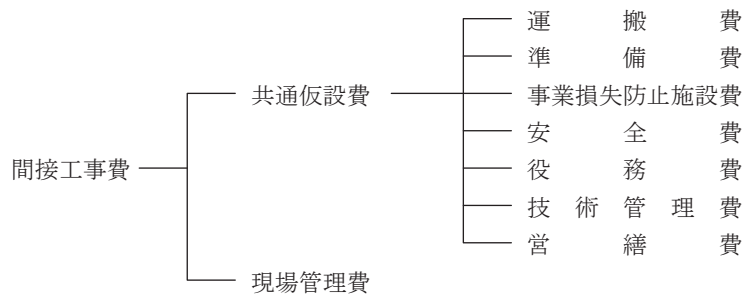 運搬費
準備費
共通仮設費
事業損失防止施設費
安全費
間接工事費
役務費
技術管理費
営繕費
現場管理費